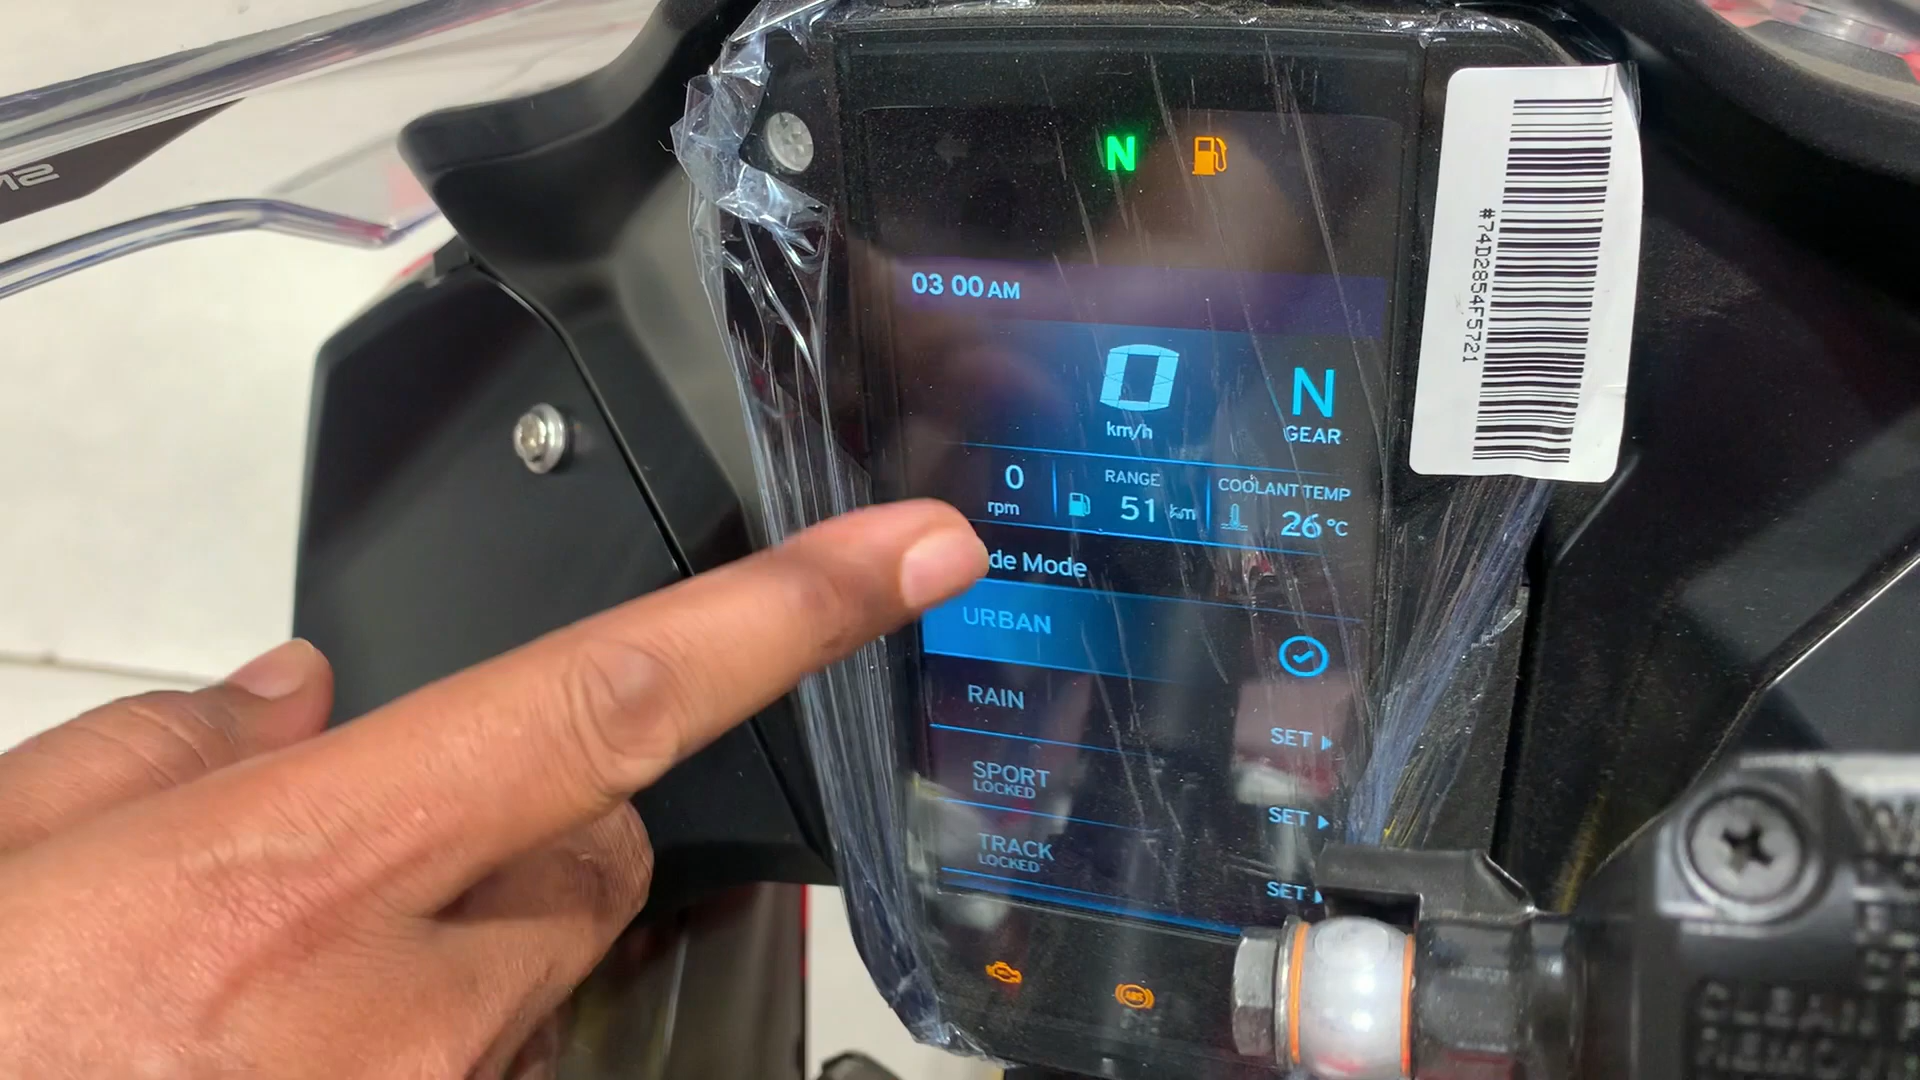 N
03 00 AM
0
km/h
N
GEAR
0
rpm
RANGE
51 km
COOLANT TEMP
26 °C
de Mode
URBAN
RAIN
SET
SPORT
LOCKED
SET
TRACK
LOCKED
SET
ABS
#74D2854F5721